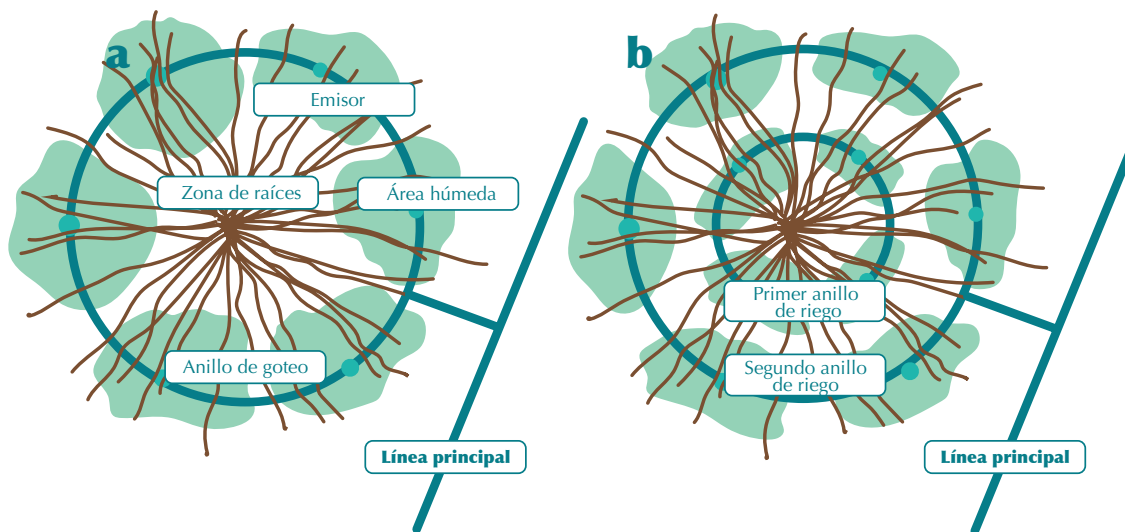 a
Emisor
Zona de raíces
Área húmeda
Anillo de goteo
Línea principal
b
Primer anillo
de riego
Segundo anillo
de riego
Línea principal